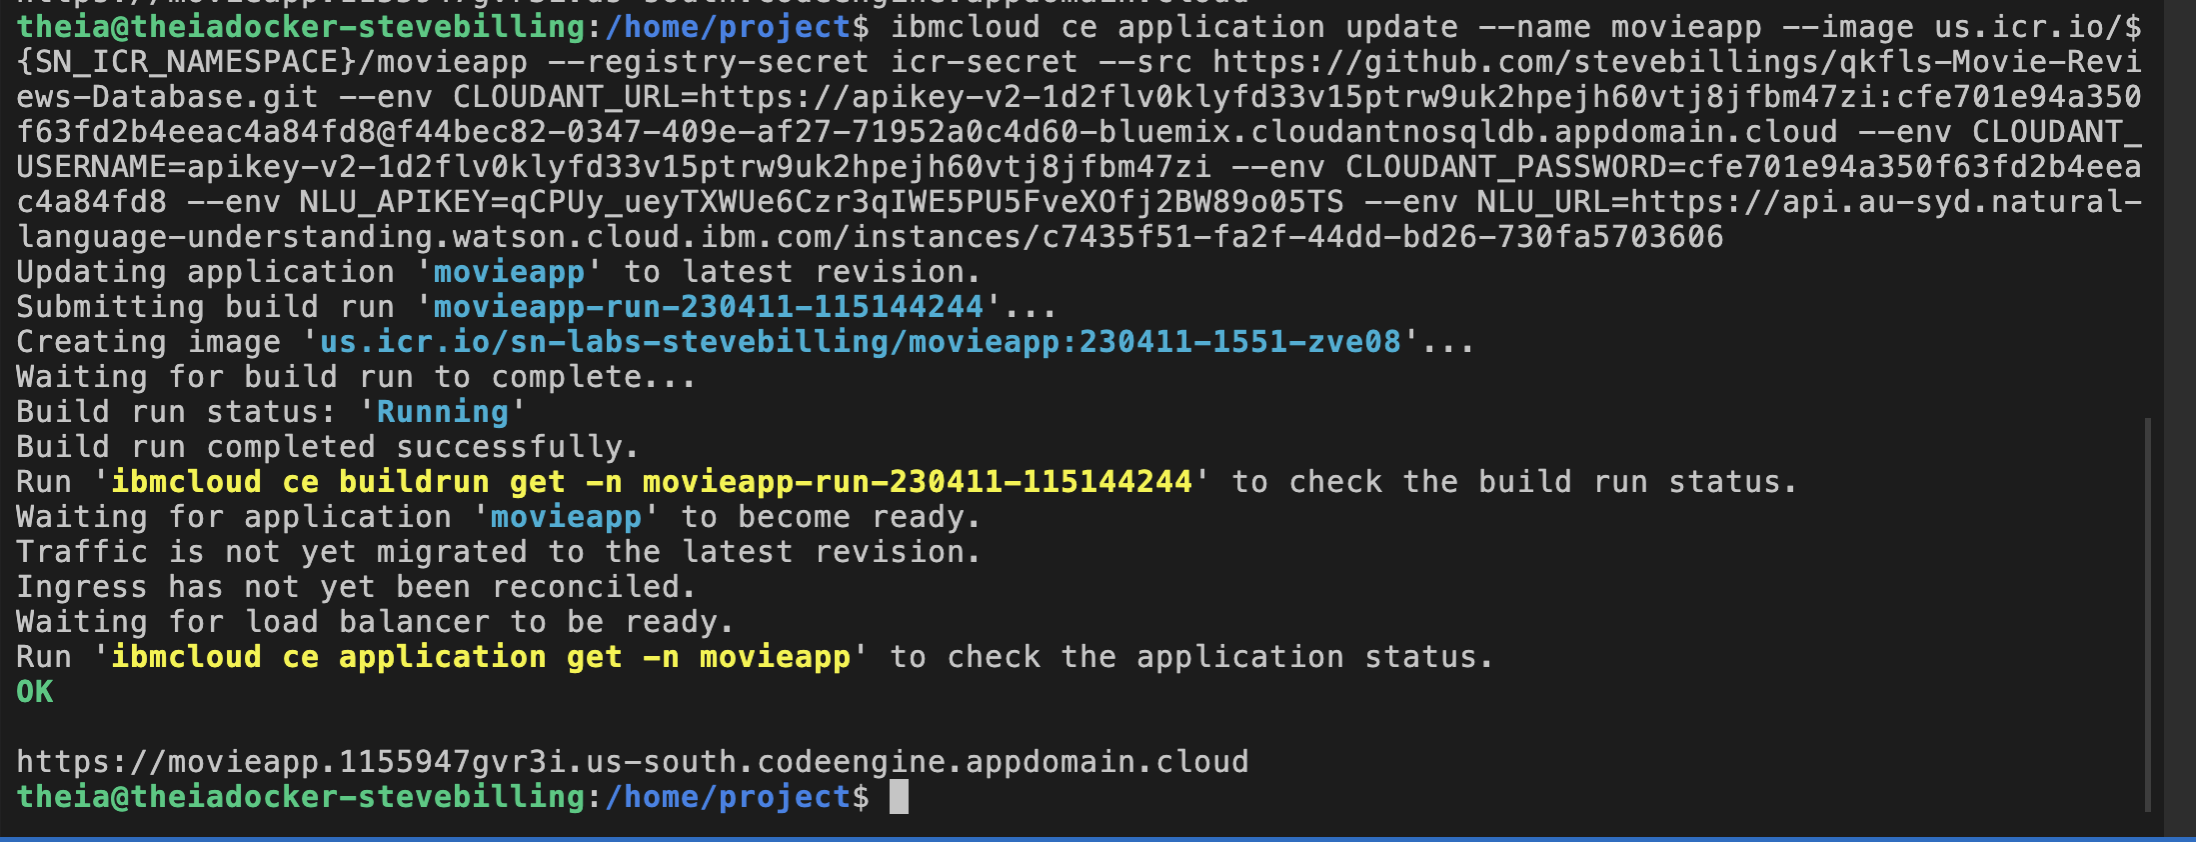 theia@theiadocker-stevebilling:/home/project$ ibmcloud ce application update --name movieapp --image us.icr.io/$
{SN_ICR_NAMESPACE}/movieapp --registry-secret icr-secret --src https://github.com/stevebillings/qkfls-Movie-Revi
ews-Database.git --env CLOUDANT_URL=https://apikey-v2-1d2flv0klyfd33v15ptrw9uk2hpejh60vtj8jfbm47zi:cfe701e94a350
f63fd2b4eeac4a84fd8@f44bec82-0347-409e-af27-71952a0c4d60-bluemix.cloudantnosqldb.appdomain.cloud --env CLOUDANT_
USERNAME=apikey-v2-1d2flv0klyfd33v15ptrw9uk2hpejh60vtj8jfbm47zi --env CLOUDANT_PASSWORD=cfe701e94a350f63fd2b4eea
c4a84fd8 --env NLU_APIKEY=qCPUy_ueyTXWUe6Czr3qIWE5PU5FveXOfj2BW89o05TS --env NLU_URL=https://api.au-syd.natural-
language-understanding.watson.cloud.ibm.com/instances/c7435f51-fa2f-44dd-bd26-730fa5703606
Updating application 'movieapp' to latest revision.
Submitting build run 'movieapp-run-230411-115144244'...
Creating image 'us.icr.io/sn-labs-stevebilling/movieapp:230411-1551-zve08'...
Waiting for build run to complete...
Build run status: 'Running'
Build run completed successfully.
Run 'ibmcloud ce buildrun get -n movieapp-run-230411-115144244' to check the build run status.
Waiting for application 'movieapp' to become ready.
Traffic is not yet migrated to the latest revision.
Ingress has not yet been reconciled.
Waiting for load balancer to be ready.
Run 'ibmcloud ce application get -n movieapp' to check the application status.
OK
https://movieapp.1155947gvr3i.us-south.codeengine.appdomain.cloud
theia@theiadocker-stevebilling:/home/project$